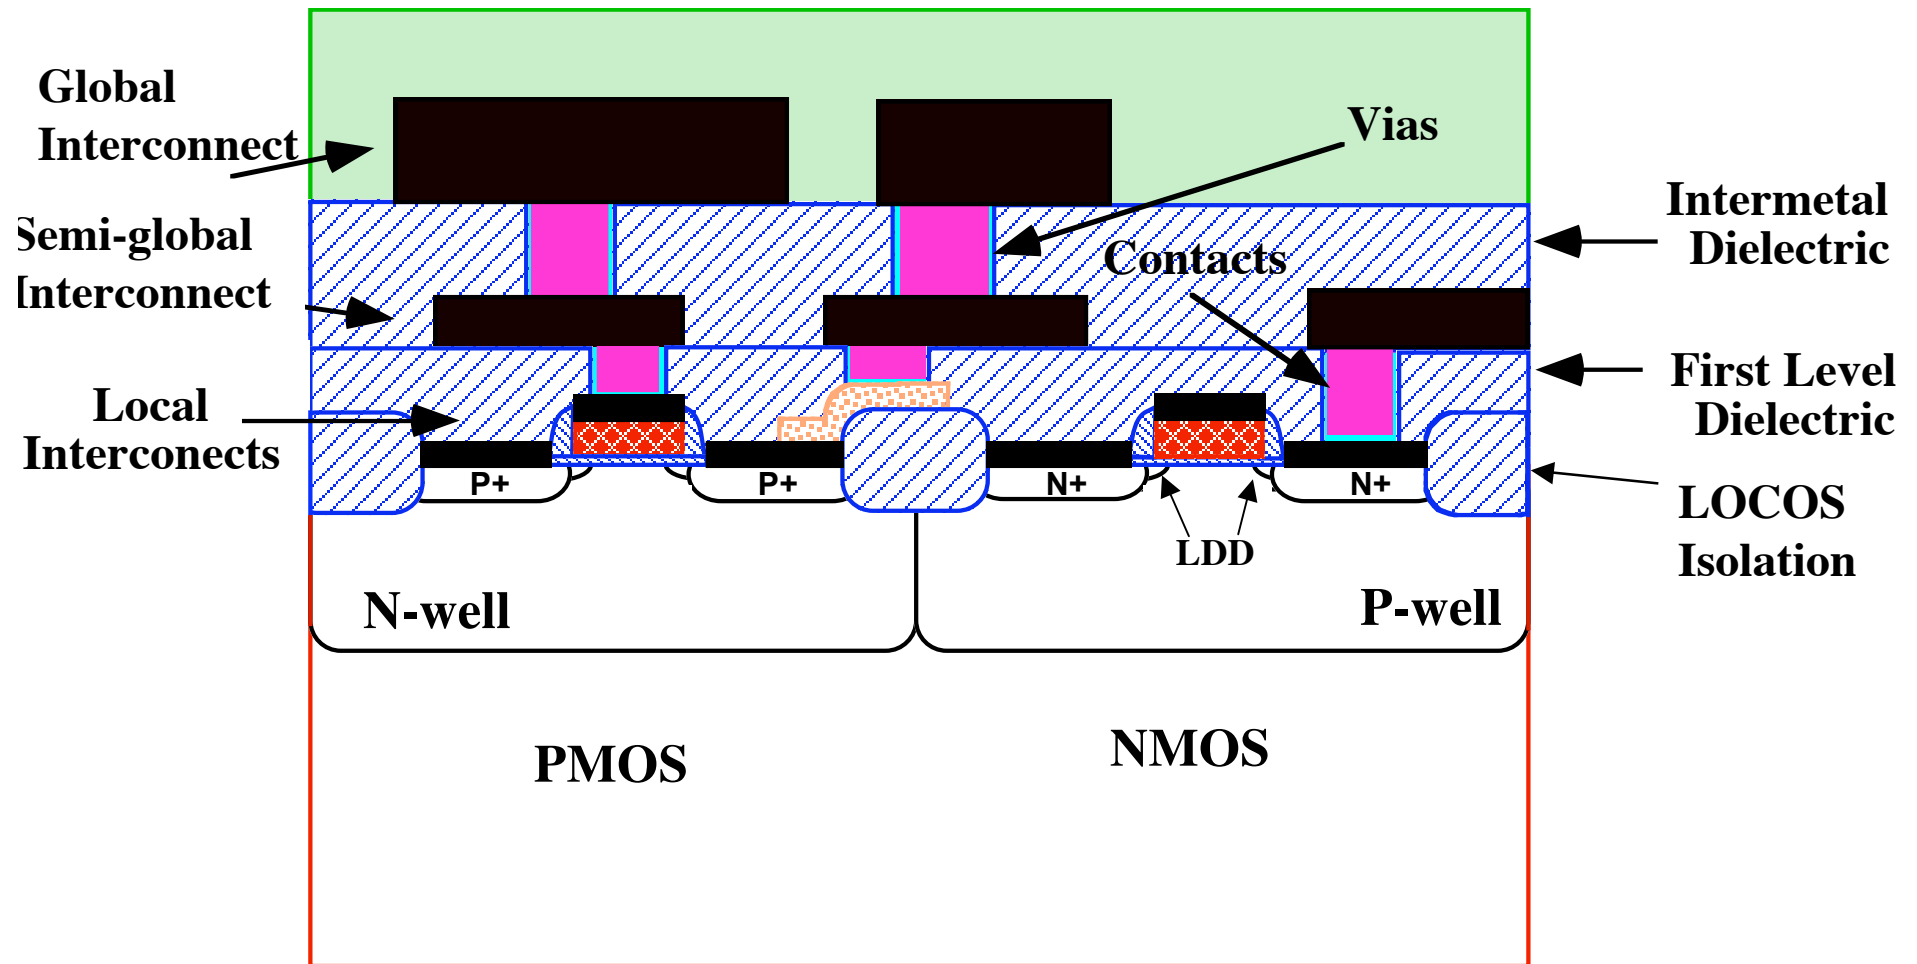 Global
Interconnect
Vias
Intermetal
Dielectric
Semi-global
Interconnect
Contacts
First Level
Dielectric
Local
Interconects
P+
P+
N+
N+
LOCOS
Isolation
LDD
N-well
P-well
PMOS
NMOS